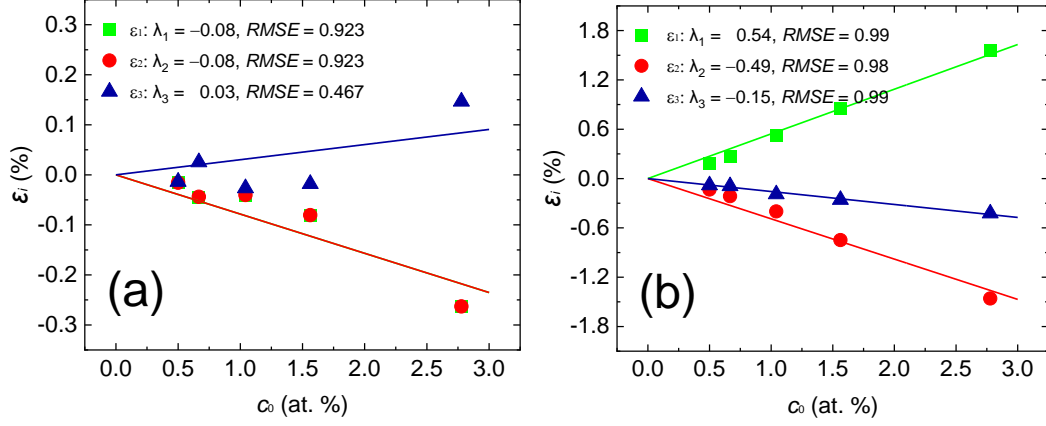 (a)
ε1: λ1 = −0.08, RMSE = 0.923
ε2: λ2 = −0.08, RMSE = 0.923
ε3: λ3 = 0.03, RMSE = 0.467
0.3
0.2
0.1
0.0
-0.1
-0.2
-0.3
εi (%)
0.0 0.5 1.0 1.5 2.0 2.5 3.0
c0 (at. %)
(b)
ε1: λ1 = 0.54, RMSE = 0.99
ε2: λ2 = −0.49, RMSE = 0.98
ε3: λ3 = −0.15, RMSE = 0.99
1.8
1.2
0.6
0.0
-0.6
-1.2
-1.8
εi (%)
0.0 0.5 1.0 1.5 2.0 2.5 3.0
c0 (at. %)